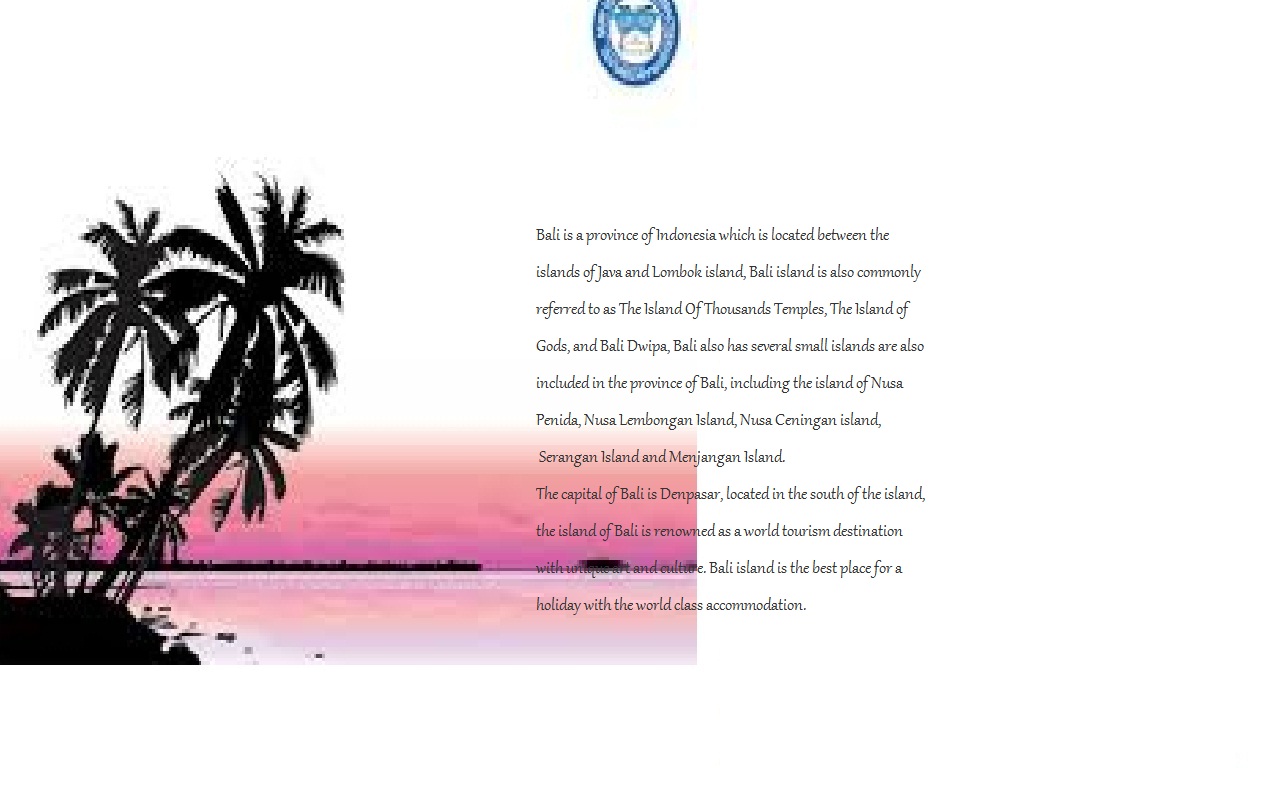 Bali is a province of Indonesia which is located between the
islands of Java and Lombok island, Bali island is also commonly
referred to as The Island Of Thousands Temples, The Island of
Gods, and Bali Dwipa, Bali also has several small islands are also
included in the province of Bali, including the island of Nusa
Penida, Nusa Lembongan Island, Nusa Ceningan island,
Serangan Island and Menjangan Island.
The capital of Bali is Denpasar, located in the south of the island,
the island of Bali is renowned as a world tourism destination
with unique art and culture. Bali island is the best place for a
holiday with the world class accommodation.